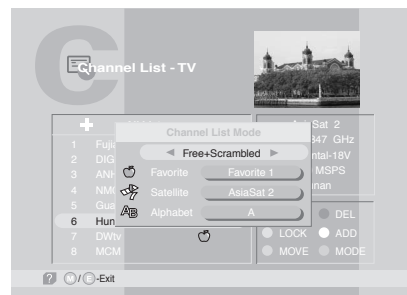 Channel List - TV
Channel List Mode
◀ Free+Scrambled ▶
Favorite Favorite 1
Satellite AsiaSat 2
Alphabet A
1 Fuji
2 DIG
3
4 NM
5 Gua
6 Hun
7 DWtv
8 MCM
Sat 2
347 GHz
ntal-18V
MSPS
nan
DEL
LOCK ADD
MOVE MODE
? M/E-Exit